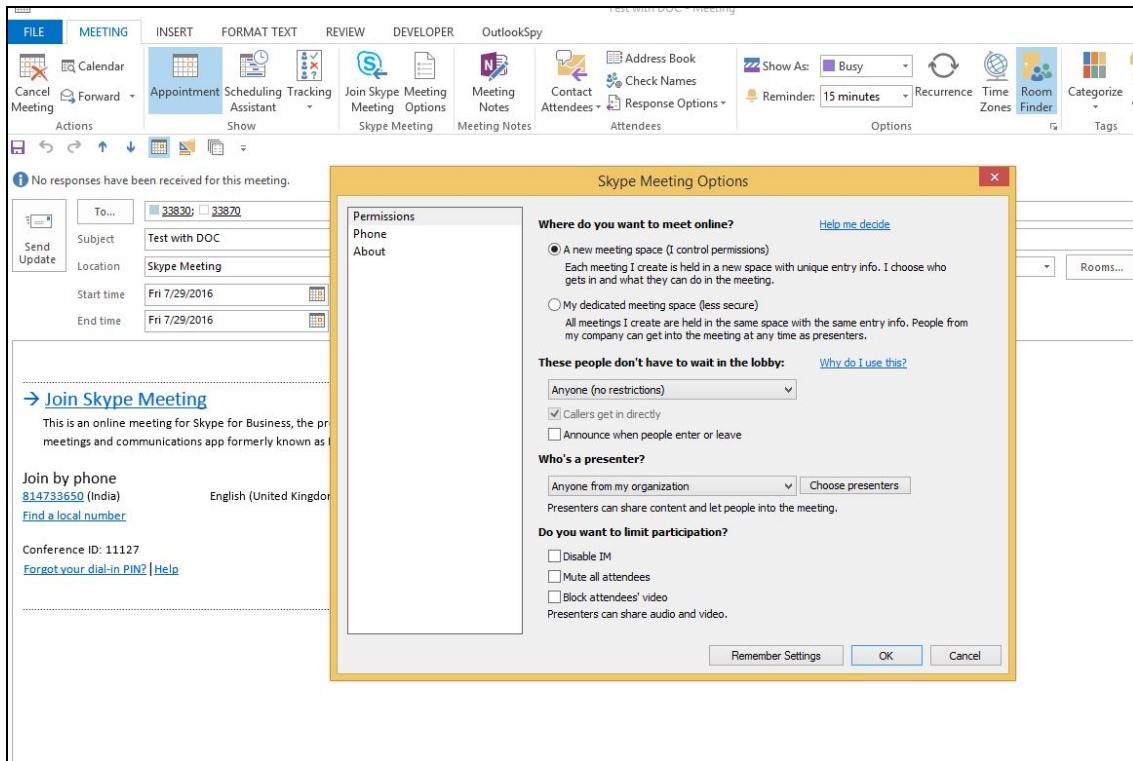 Test with DOC - Meeting
FILE MEETING INSERT FORMAT TEXT REVIEW DEVELOPER OutlookSpy
Cancel Meeting
Calendar
Forward
Actions
Appointment
Scheduling Assistant
Tracking
Show
Join Skype Meeting
Meeting Options
Skype Meeting
Meeting Notes
Meeting Notes
Contact Attendees
Address Book
Check Names
Response Options
Attendees
Show As: Busy
Reminder: 15 minutes
Recurrence
Time Zones
Room Finder
Options
Categorize
Tags
No responses have been received for this meeting.
Send Update
To... 33830; 33870
Subject Test with DOC
Location Skype Meeting
Rooms...
Start time Fri 7/29/2016
End time Fri 7/29/2016
→ Join Skype Meeting
This is an online meeting for Skype for Business, the
meetings and communications app formerly known as
Join by phone
814733650 (India) English (United
Find a local number
Conference ID: 11127
Forgot your dial-in PIN? | Help
Skype Meeting Options
Permissions
Phone
About
Where do you want to meet online? Help me decide
A new meeting space (I control permissions)
Each meeting I create is held in a new space with unique entry info. I choose who
gets in and what they can do in the meeting.
My dedicated meeting space (less secure)
All meetings I create are held in the same space with the same entry info. People from
my company can get into the meeting at any time as presenters.
These people don't have to wait in the lobby: Why do I use this?
Anyone (no restrictions)
Callers get in directly
Announce when people enter or leave
Who's a presenter?
Anyone from my organization Choose presenters
Presenters can share content and let people into the meeting.
Do you want to limit participation?
Disable IM
Mute all attendees
Block attendees' video
Presenters can share audio and video.
Remember Settings OK Cancel